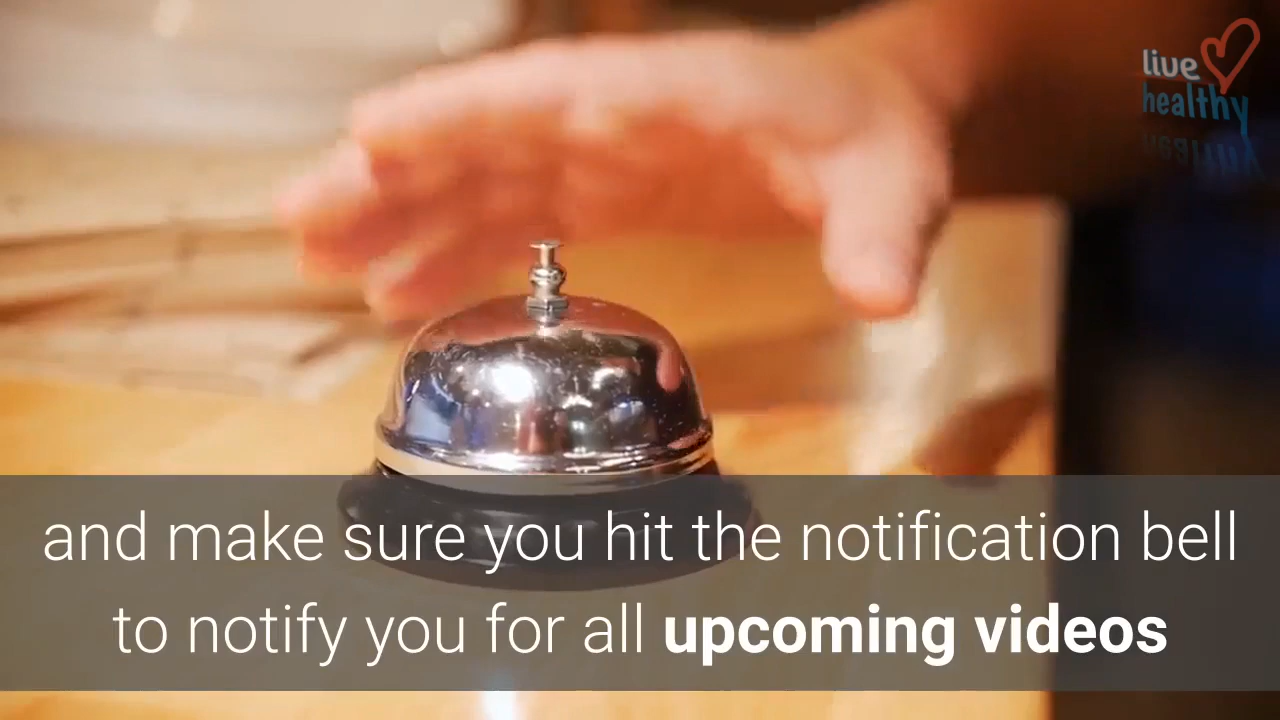 live
healthy
and make sure you hit the notification bell
to notify you for all upcoming videos